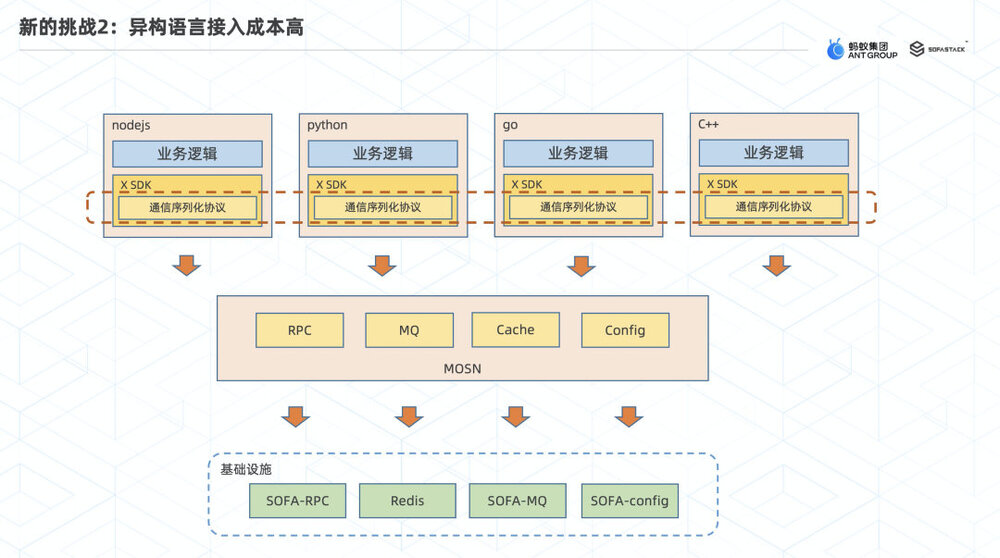 新的挑战2：异构语言接入成本高
蚂蚁集团
ANT GROUP
SOFASTACK
nodejs
python
go
C++
业务逻辑
业务逻辑
业务逻辑
业务逻辑
X SDK
X SDK
X SDK
X SDK
通信序列化协议
通信序列化协议
通信序列化协议
通信序列化协议
RPC
MQ
Cache
Config
MOSN
基础设施
SOFA-RPC
Redis
SOFA-MQ
SOFA-config